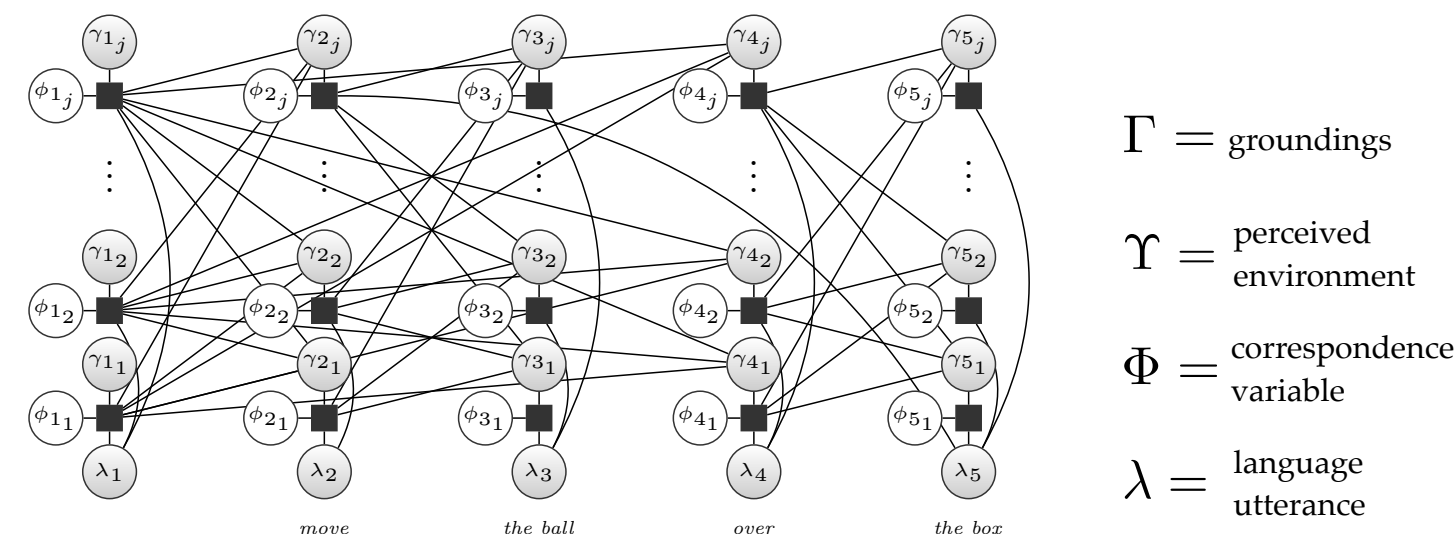 γ1j γ2j γ3j γ4j γ5j
ϕ1j ϕ2j ϕ3j ϕ4j ϕ5j
⋮ ⋮ ⋮ ⋮ ⋮
γ12 γ22 γ32 γ42 γ52
ϕ12 ϕ22 ϕ32 ϕ42 ϕ52
γ11 γ21 γ31 γ41 γ51
ϕ11 ϕ21 ϕ31 ϕ41 ϕ51
λ1 λ2 λ3 λ4 λ5
move the ball over the box
Γ = groundings
ϒ = perceived
environment
Φ = correspondence
variable
λ = language
utterance